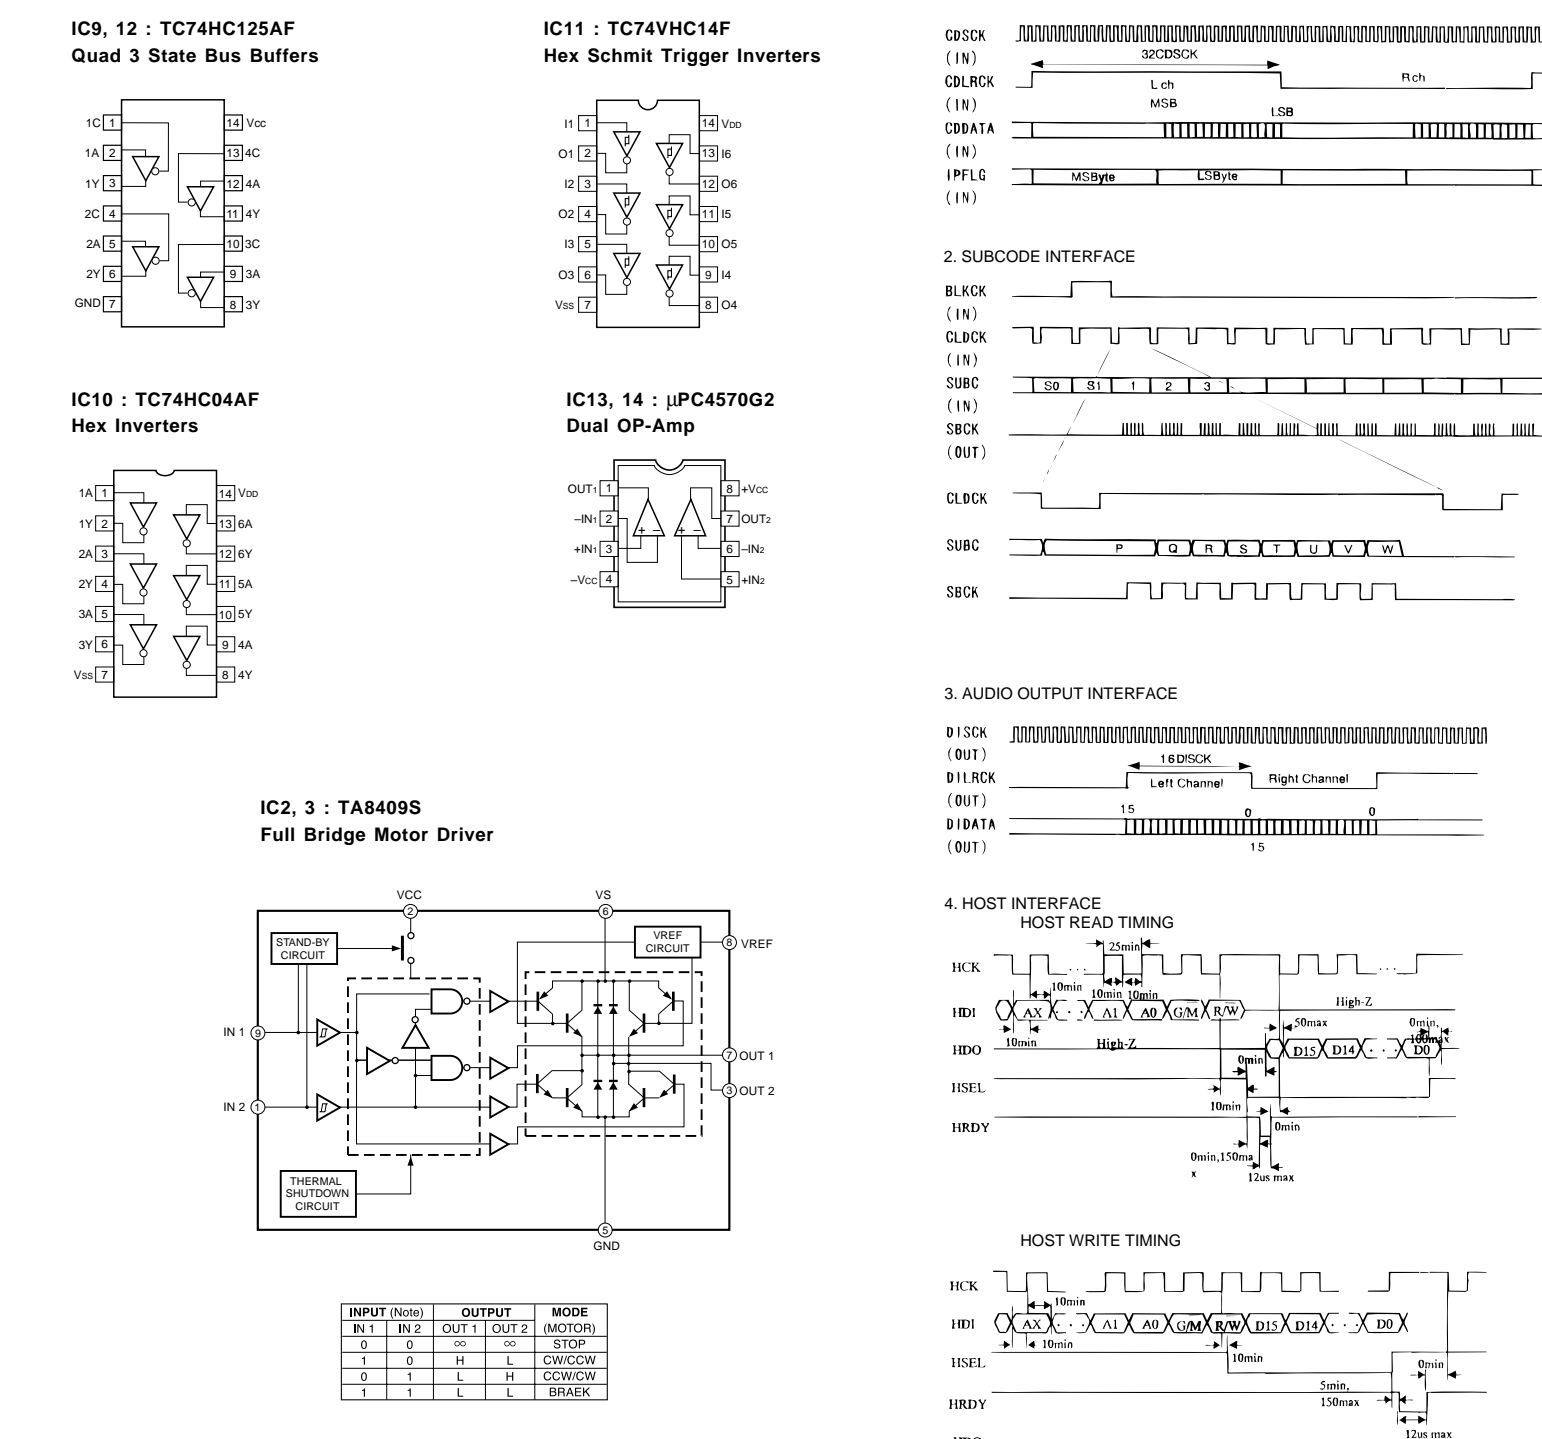 IC9, 12 : TC74HC125AF
Quad 3 State Bus Buffers
1C 1
1A 2
1Y 3
2C 4
2A 5
2Y 6
GND 7
14 Vcc
13 4C
12 4A
11 4Y
10 3C
9 3A
8 3Y
IC11 : TC74VHC14F
Hex Schmit Trigger Inverters
I1 1
O1 2
I2 3
O2 4
I3 5
O3 6
Vss 7
14 VDD
13 I6
12 O6
11 I5
10 O5
9 I4
8 O4
IC10 : TC74HC04AF
Hex Inverters
1A 1
1Y 2
2A 3
2Y 4
3A 5
3Y 6
Vss 7
14 VDD
13 6A
12 6Y
11 5A
10 5Y
9 4A
8 4Y
IC13, 14 : µPC4570G2
Dual OP-Amp
OUT1 1
–IN1 2
+IN1 3
–Vcc 4
+ –
+ –
8 +Vcc
7 OUT2
6 –IN2
5 +IN2
IC2, 3 : TA8409S
Full Bridge Motor Driver
VCC
2
VS
6
STAND-BY
CIRCUIT
VREF
CIRCUIT
8 VREF
IN 1 9
7 OUT 1
3 OUT 2
IN 2 1
THERMAL
SHUTDOWN
CIRCUIT
5
GND
INPUT (Note) OUTPUT MODE
IN 1 IN 2 OUT 1 OUT 2 (MOTOR)
0 0 ∞ ∞ STOP
1 0 H L CW/CCW
0 1 L H CCW/CW
1 1 L L BRAEK
CDSCK
(IN)
32CDSCK
CDLRCK
(IN)
L ch
R ch
MSB
LSB
CDDATA
(IN)
IPFLG
(IN)
MSByte LSByte
2. SUBCODE INTERFACE
BLKCK
(IN)
CLDCK
(IN)
SUBC
(IN)
S0 S1 1 2 3
SBCK
(OUT)
CLDCK
SUBC P Q R S T U V W
SBCK
3. AUDIO OUTPUT INTERFACE
DISCK
(OUT)
16DISCK
DILRCK
(OUT)
Left Channel Right Channel
15 0 0
DIDATA
(OUT)
15
4. HOST INTERFACE
HOST READ TIMING
25min
HCK
10min 10min 10min
HDI AX · · A1 A0 G/M R/W High-Z
10min
50max 0min,
100max
HDO High-Z D15 D14 · · D0
0min
HSEL
10min
0min
HRDY
0min,150ma
x
12us max
HOST WRITE TIMING
HCK
10min
HDI AX · · A1 A0 G/M R/W D15 D14 · · D0
10min
10min
HSEL
0min
5min,
150max
HRDY
12us max